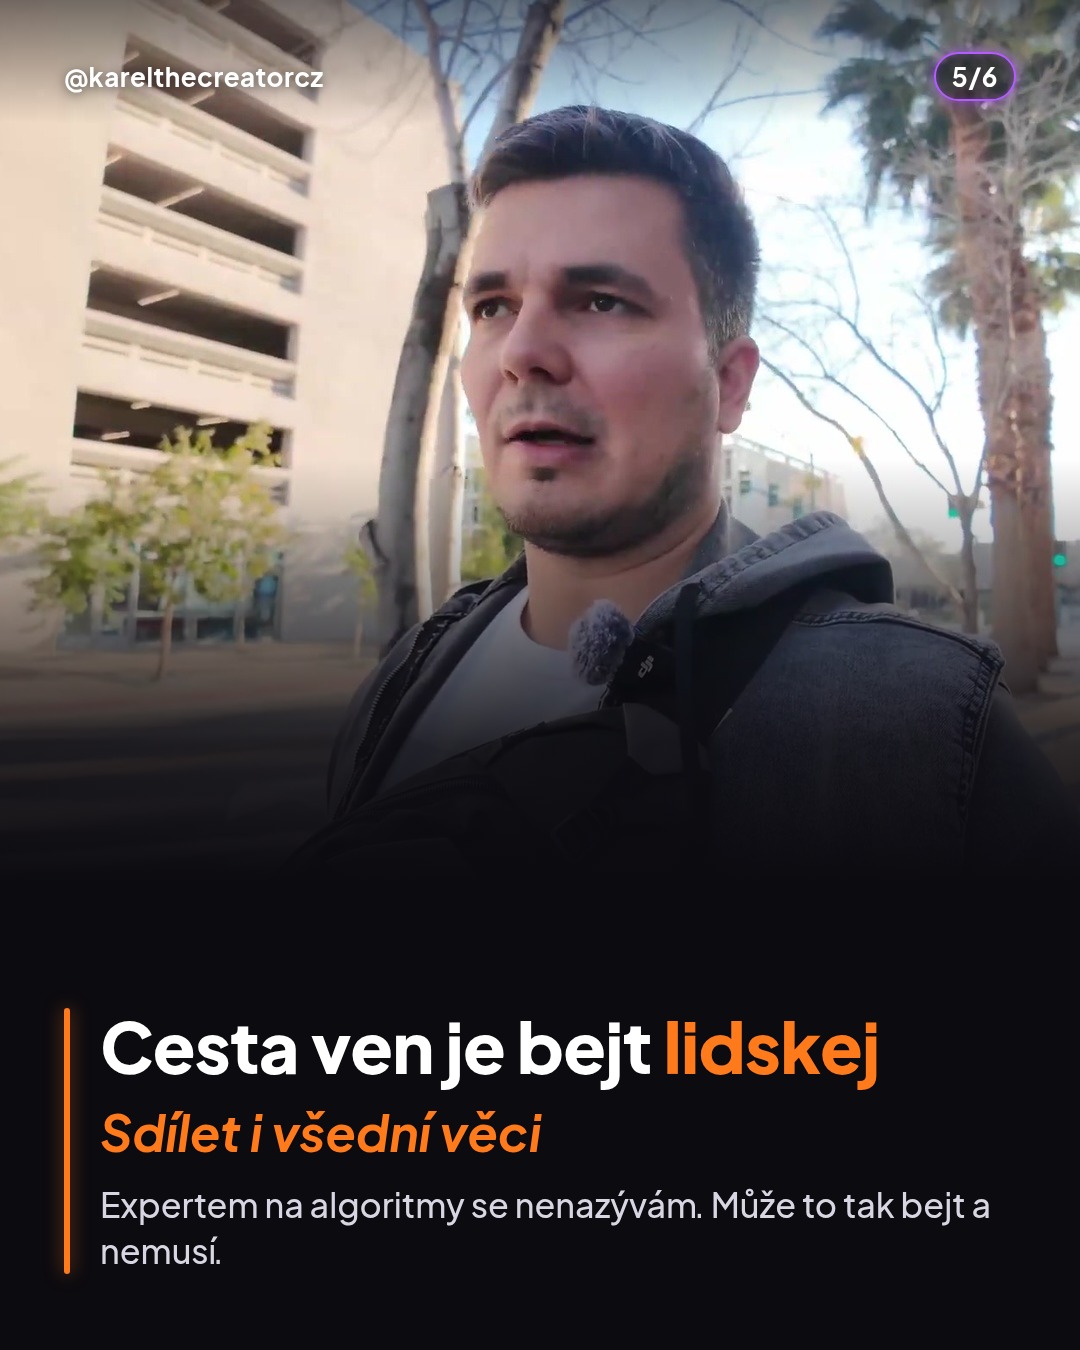 @karelthecreatorcz
5/6
dji
Cesta ven je bejt lidskej
Sdílet i všední věci
Expertem na algoritmy se nenazývám. Může to tak bejt a
nemusí.